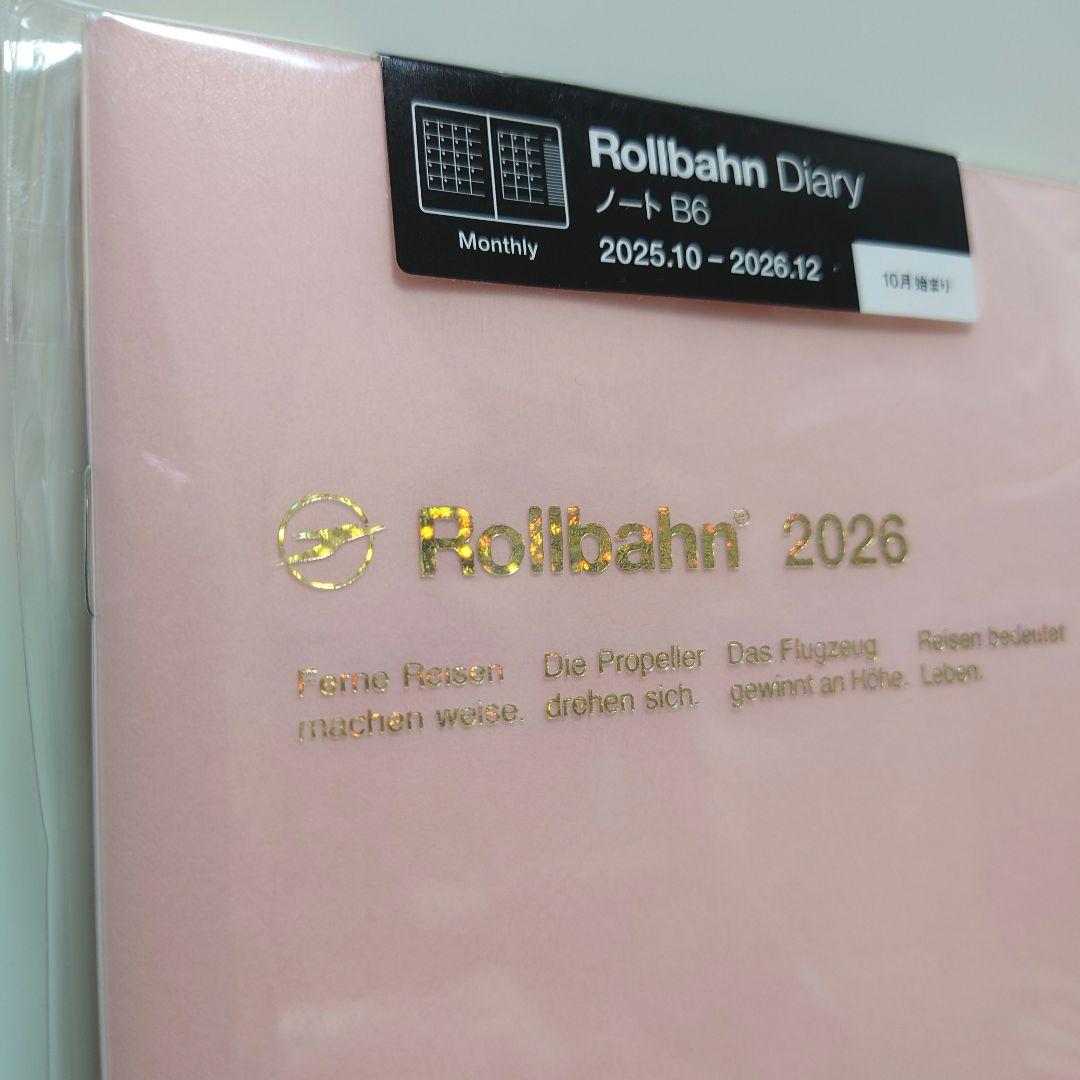 Rollbahn Diary
ノート B6
Monthly
2025.10 – 2026.12
10月始まり
Rollbahn® 2026
Ferne Reisen
machen weise.
Die Propeller
drehen sich.
Das Flugzeug
gewinnt an Höhe.
Reisen bedeutet
Leben.